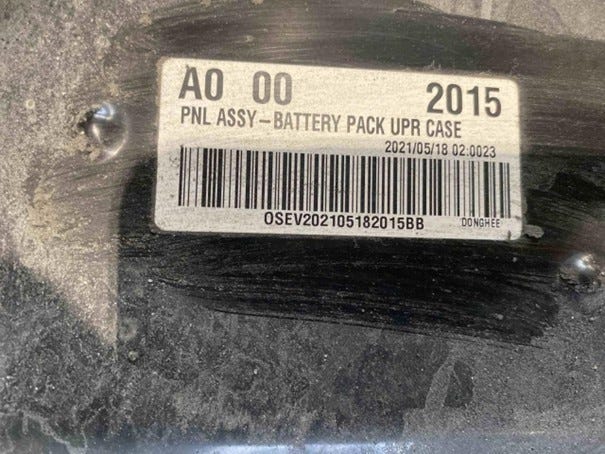 A0 00 2015
PNL ASSY-BATTERY PACK UPR CASE
2021/05/18 02:0023
OSEV202105182015BB
DONGHEE